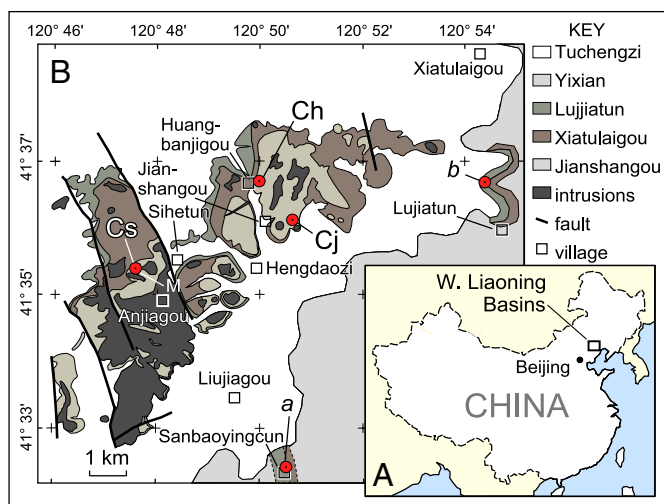 120° 46' 120° 48' 120° 50' 120° 52' 120° 54'
KEY
B
Xiatulaigou
Tuchengzi
Yixian
Lujjiatun
Xiatulaigou
Jianshangou
intrusions
fault
village
41° 37'
41° 35'
41° 33'
Ch
Huang-
banjigou
Jian-
shangou
Sihetun
b
Cs
Cj
Lujiatun
M
Hengdaozi
Anjiagou
Liujiagou
a
Sanbaoyingcun
1 km
W. Liaoning
Basins
Beijing
CHINA
A